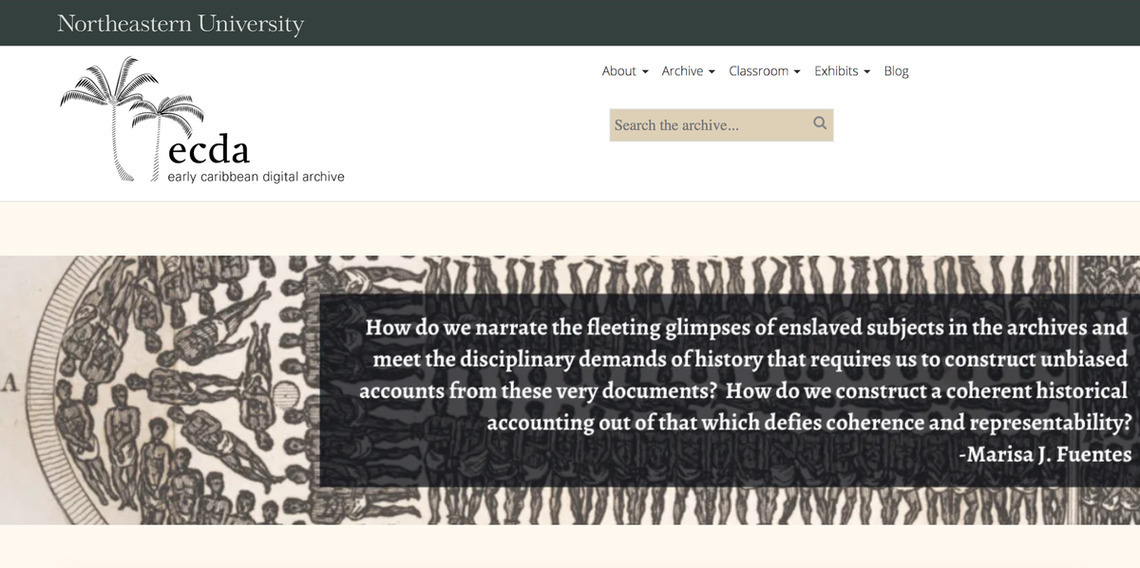 Northeastern University
About
Archive
Classroom
Exhibits
Blog
Search the archive...
ecda
early caribbean digital archive
A
How do we narrate the fleeting glimpses of enslaved subjects in the archives and
meet the disciplinary demands of history that requires us to construct unbiased
accounts from these very documents? How do we construct a coherent historical
accounting out of that which defies coherence and representability?
-Marisa J. Fuentes